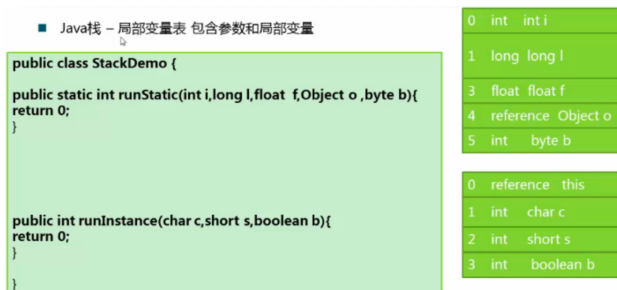 Java栈 – 局部变量表 包含参数和局部变量
public class StackDemo {
public static int runStatic(int i,long l,float  f,Object o ,byte b){
return 0;
}
public int runInstance(char c,short s,boolean b){
return 0;
}
}
0 int int i
1 long long l
3 float float f
4 reference Object o
5 int byte b
0 reference this
1 int char c
2 int short s
3 int boolean b